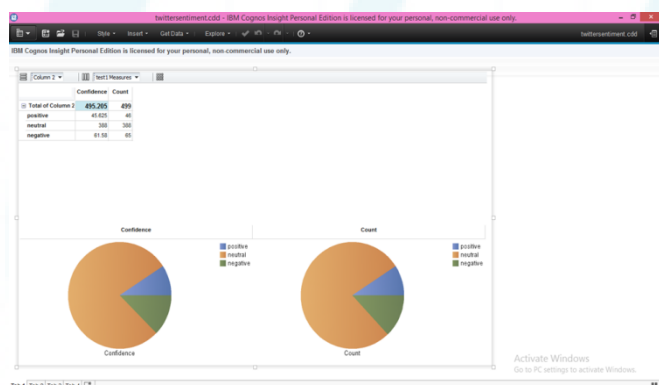 twittersentiment.cdd - IBM Cognos Insight Personal Edition is licensed for your personal, non-commercial use only.
Style Insert Get Data Explore twittersentiment.cdd
IBM Cognos Insight Personal Edition is licensed for your personal, non-commercial use only.
Column 2 test1Measures
Confidence Count
Total of Column 2 495.205 499
positive 45.625 46
neutral 388 388
negative 61.58 65
Confidence Count
positive positive
neutral neutral
negative negative
Confidence Count
Activate Windows
Go to PC settings to activate Windows.